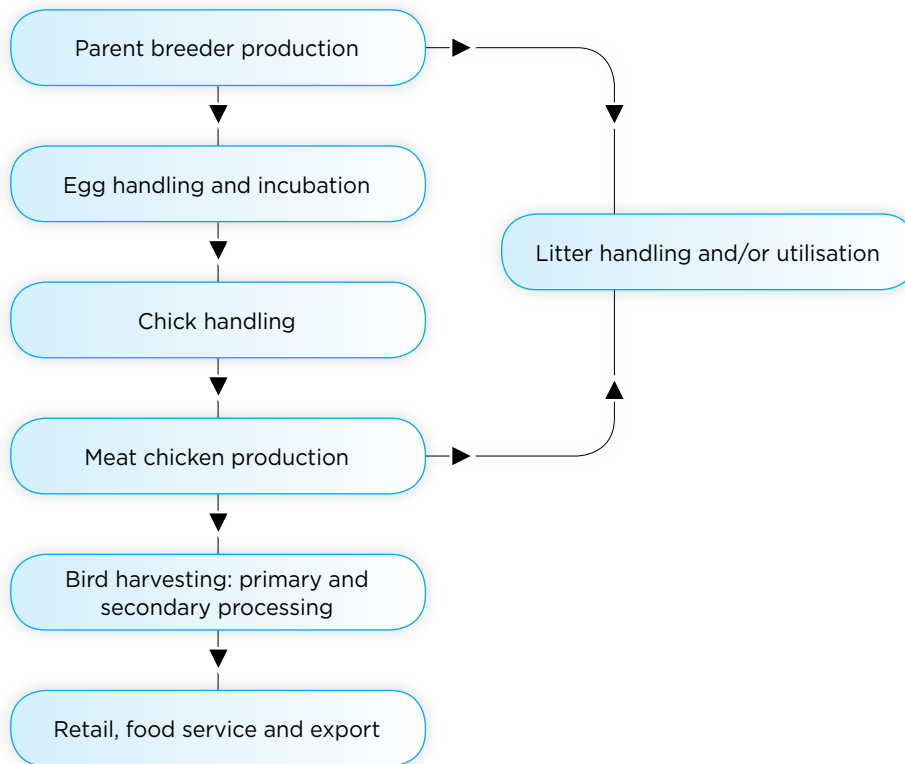 Parent breeder production
Egg handling and incubation
Litter handling and/or utilisation
Chick handling
Meat chicken production
Bird harvesting: primary and
secondary processing
Retail, food service and export